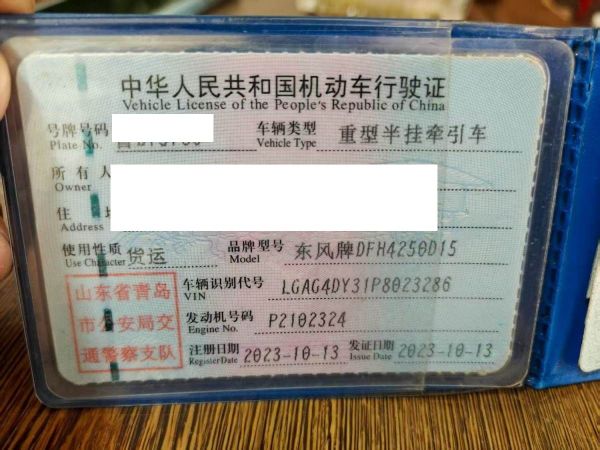 中华人民共和国机动车行驶证
Vehicle License of the People's Republic of China
号牌号码 车辆类型 重型半挂牵引车
Plate No. Vehicle Type
所有人
Owner
住
Address
使用性质 货运 品牌型号 东风牌DFH4250D15
Use Character Model
山东省青岛 车辆识别代号 LGAG4DY31P8023286
VIN
市公安局交 发动机号码 P2102324
Engine No.
通警察支队 注册日期 2023-10-13 发证日期 2023-10-13
Register Date Issue Date